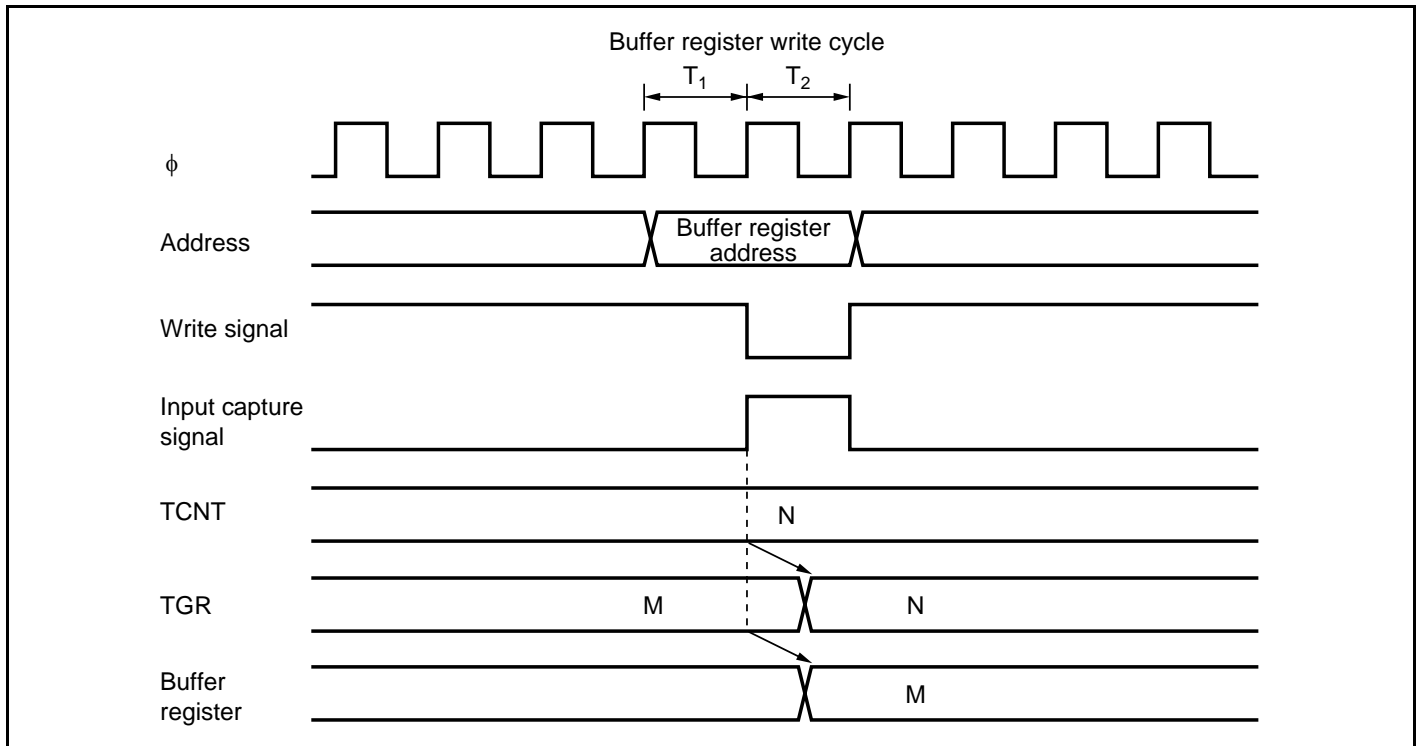 Buffer register write cycle
T₁ T₂
ϕ
Address
Buffer register
address
Write signal
Input capture
signal
TCNT
N
TGR
M N
Buffer
register
M